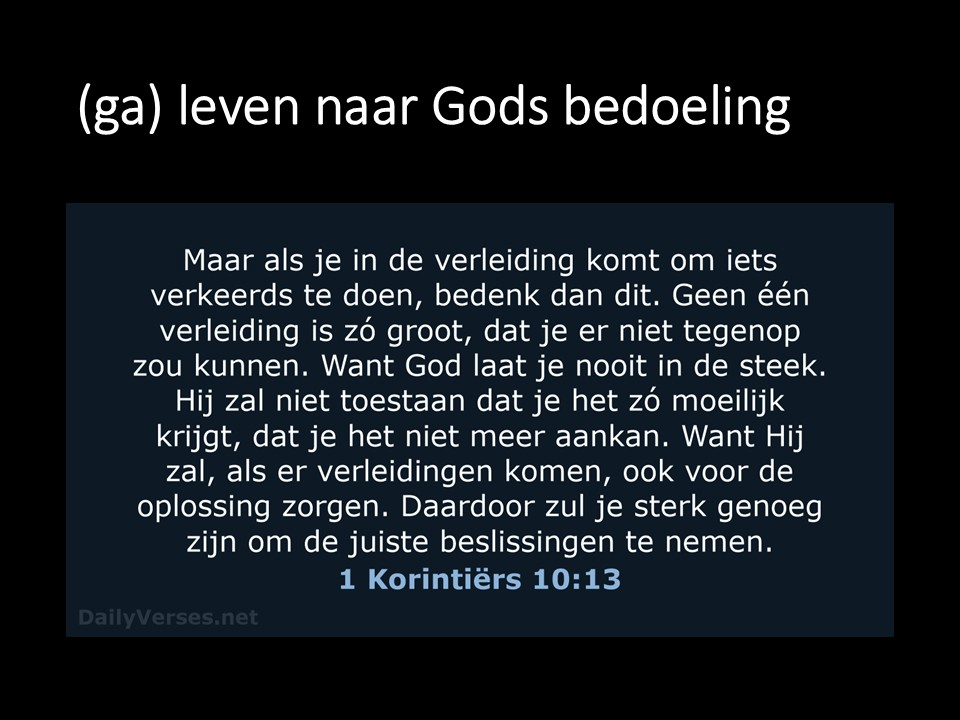 (ga) leven naar Gods bedoeling
Maar als je in de verleiding komt om iets
verkeerds te doen, bedenk dan dit. Geen één
verleiding is zó groot, dat je er niet tegenop
zou kunnen. Want God laat je nooit in de steek.
Hij zal niet toestaan dat je het zó moeilijk
krijgt, dat je het niet meer aankan. Want Hij
zal, als er verleidingen komen, ook voor de
oplossing zorgen. Daardoor zul je sterk genoeg
zijn om de juiste beslissingen te nemen.
1 Korintiërs 10:13
DailyVerses.net